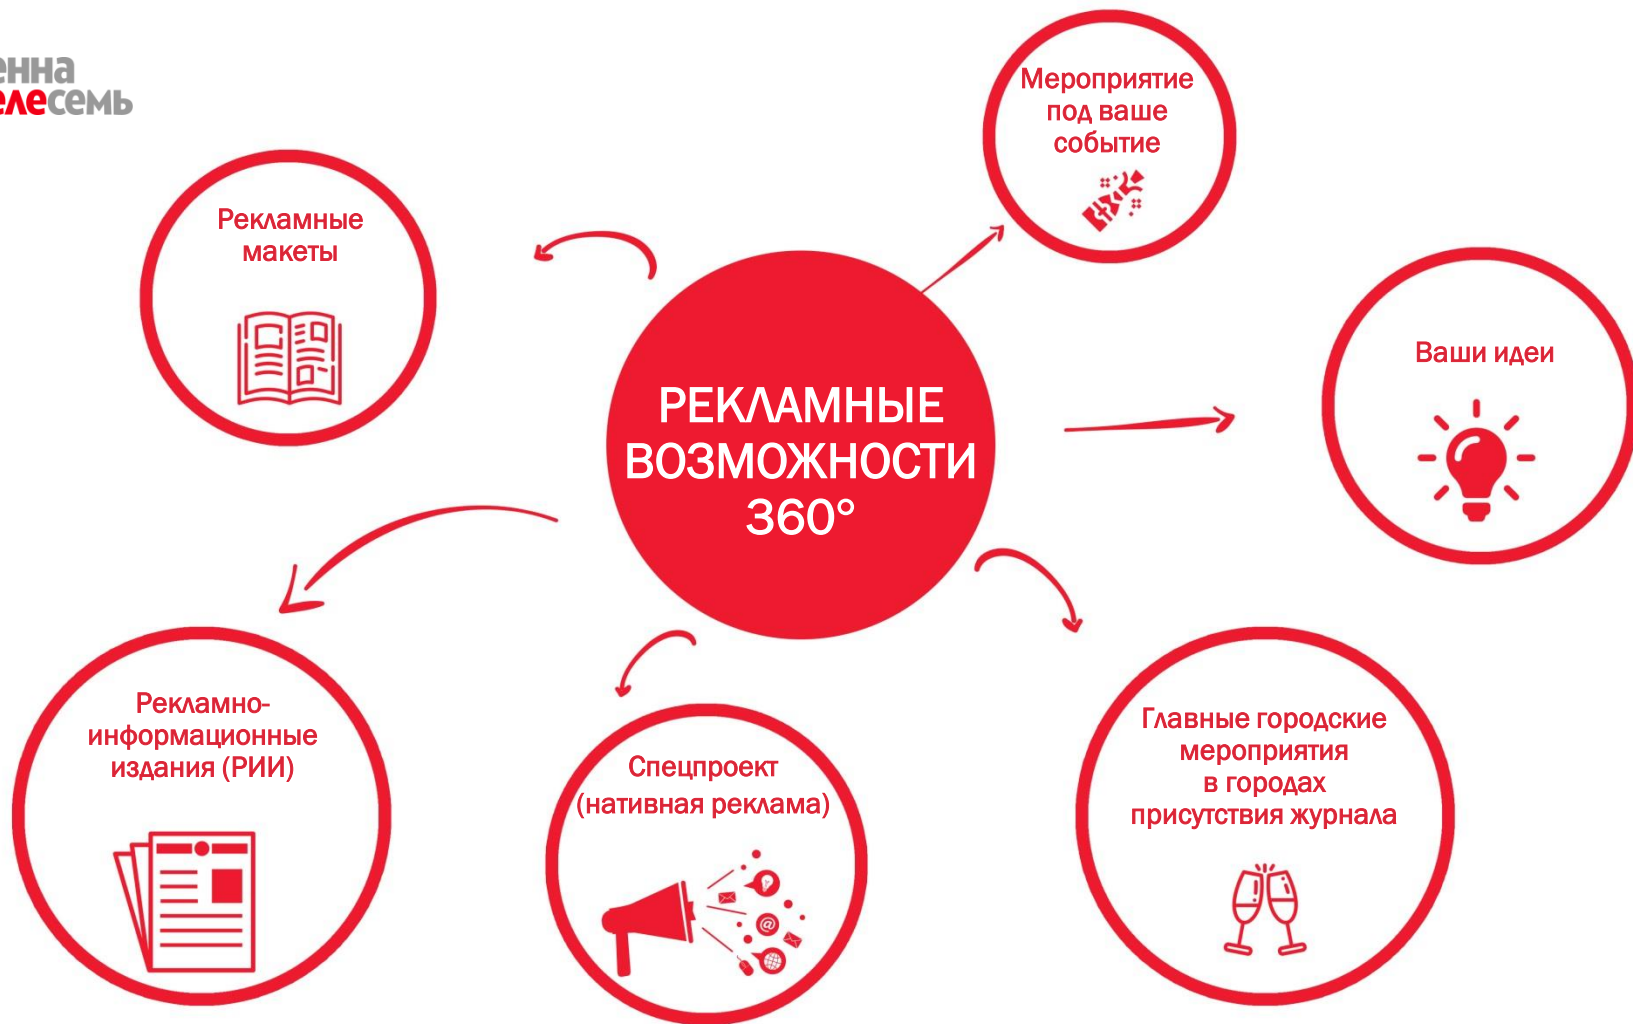 енна
елесемь
Мероприятие
под ваше
событие
Рекламные
макеты
Ваши идеи
РЕКЛАМНЫЕ
ВОЗМОЖНОСТИ
360°
Рекламно-
информационные
издания (РИИ)
Спецпроект
(нативная реклама)
Главные городские
мероприятия
в городах
присутствия журнала